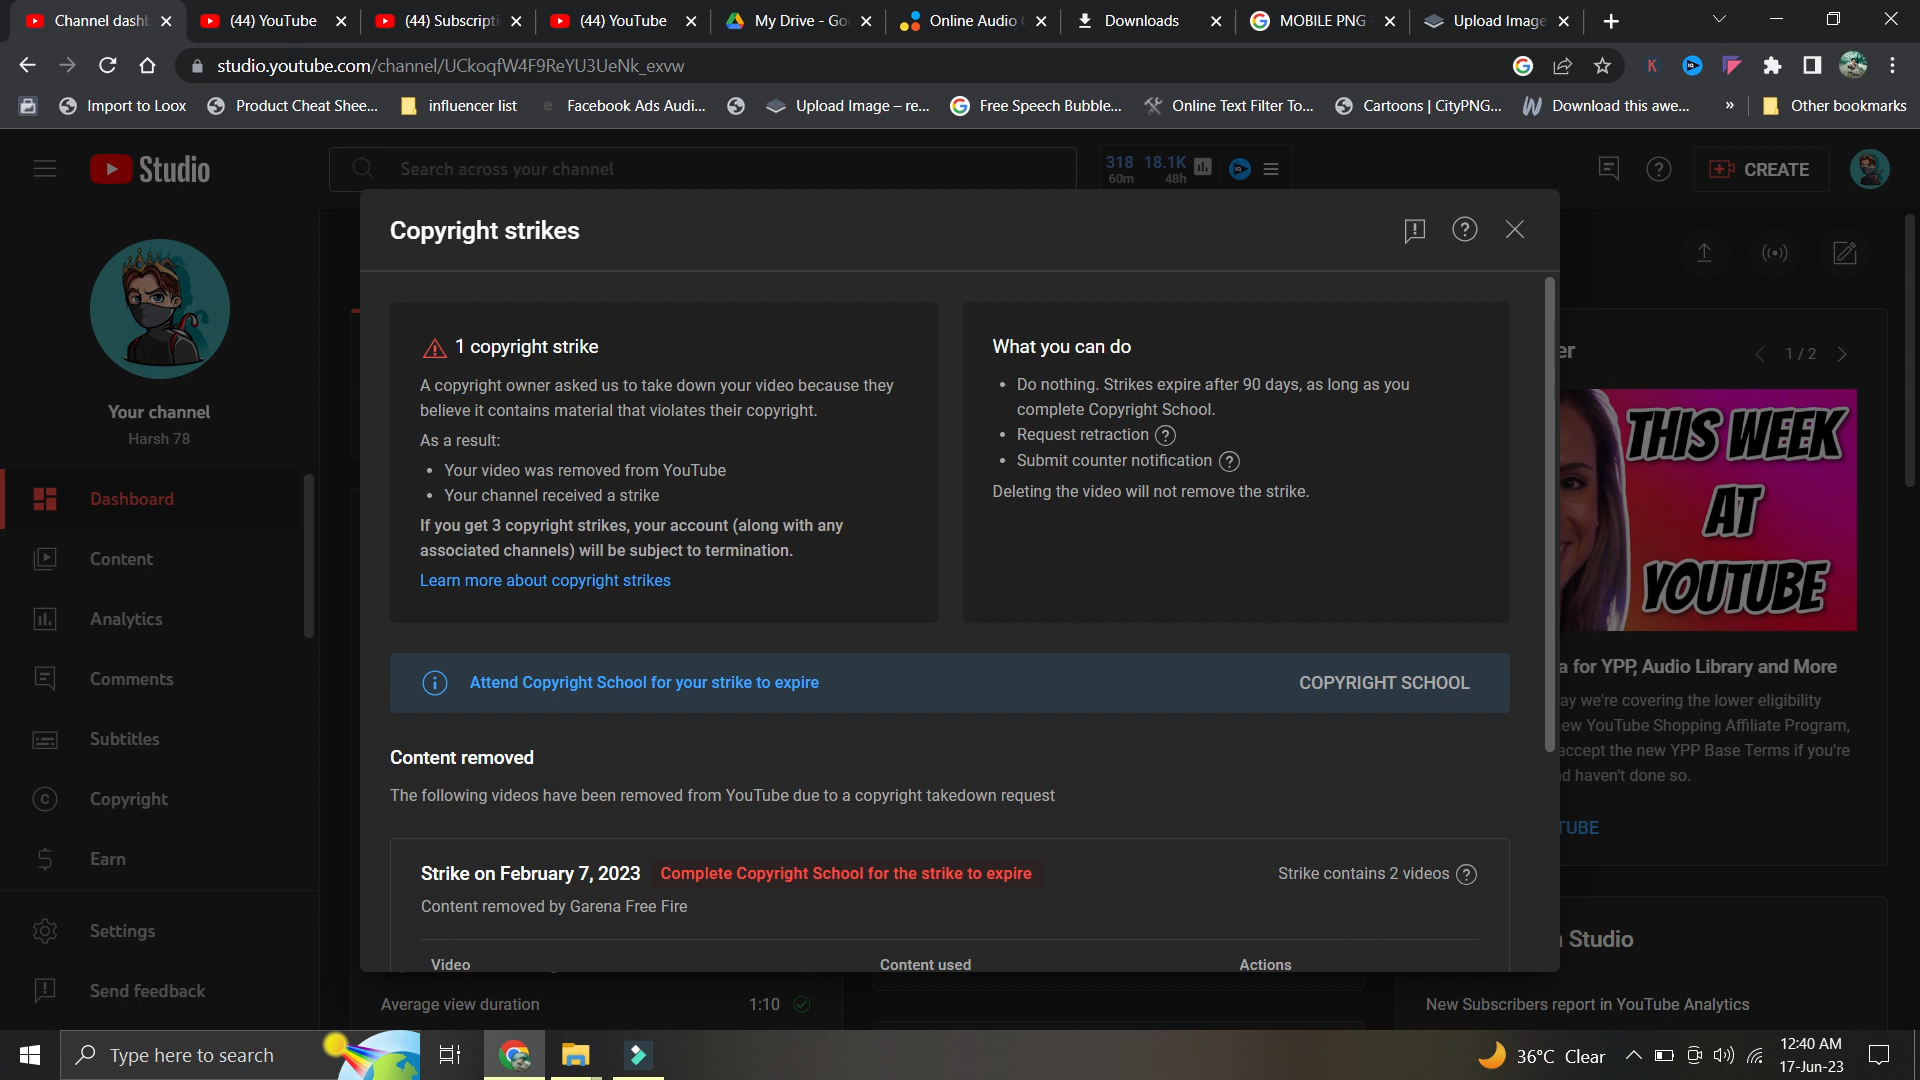 Channel dashl
(44) YouTube
(44) Subscripti
(44) YouTube
My Drive - Go
Online Audio
Downloads
MOBILE PNG
Upload Image
studio.youtube.com/channel/UCkoqfW4F9ReYU3UeNk_exvw
Import to Loox
Product Cheat Shee...
influencer list
Facebook Ads Audi...
Upload Image – re...
Free Speech Bubble...
Online Text Filter To...
Cartoons | CityPNG...
Download this awe...
»
Other bookmarks
Studio
Search across your channel
318 18.1K
60m 48h
CREATE
Copyright strikes
1 copyright strike
A copyright owner asked us to take down your video because they
believe it contains material that violates their copyright.
As a result:
• Your video was removed from YouTube
• Your channel received a strike
If you get 3 copyright strikes, your account (along with any
associated channels) will be subject to termination.
Learn more about copyright strikes
What you can do
• Do nothing. Strikes expire after 90 days, as long as you
complete Copyright School.
• Request retraction
• Submit counter notification
Deleting the video will not remove the strike.
Attend Copyright School for your strike to expire
COPYRIGHT SCHOOL
Content removed
The following videos have been removed from YouTube due to a copyright takedown request
Strike on February 7, 2023
Complete Copyright School for the strike to expire
Strike contains 2 videos
Content removed by Garena Free Fire
Video
Content used
Actions
Your channel
Harsh 78
Dashboard
Content
Analytics
Comments
Subtitles
Copyright
Earn
Settings
Send feedback
Average view duration
1:10
er
1 / 2
THIS WEEK
AT
YOUTUBE
a for YPP, Audio Library and More
ay we're covering the lower eligibility
ew YouTube Shopping Affiliate Program,
accept the new YPP Base Terms if you're
d haven't done so.
TUBE
Studio
New Subscribers report in YouTube Analytics
Type here to search
36°C Clear
12:40 AM
17-Jun-23